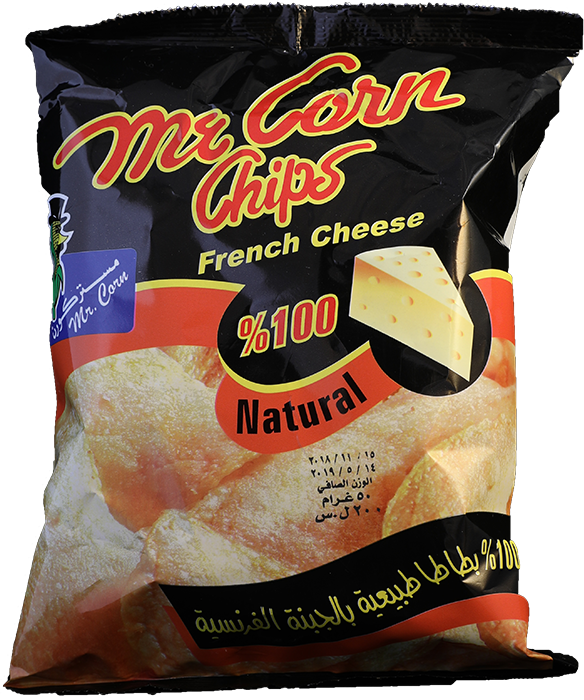 Mr Corn
Chips
French Cheese
%100
Natural
مستر كورن
Mr. Corn
٢٠١٨ / ١١ / ١٥
٢٠١٩ / ٥ / ١٤
الوزن الصافي
٥٠ غرام
٢٠٠ ل.س
%100 بطاطا طبيعية بالجبنة الفرنسية